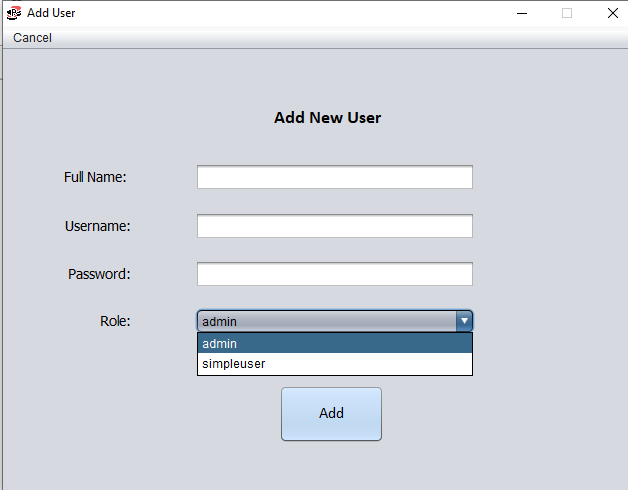 Add User
Cancel
Add New User
Full Name:
Username:
Password:
Role:
admin
admin
simpleuser
Add